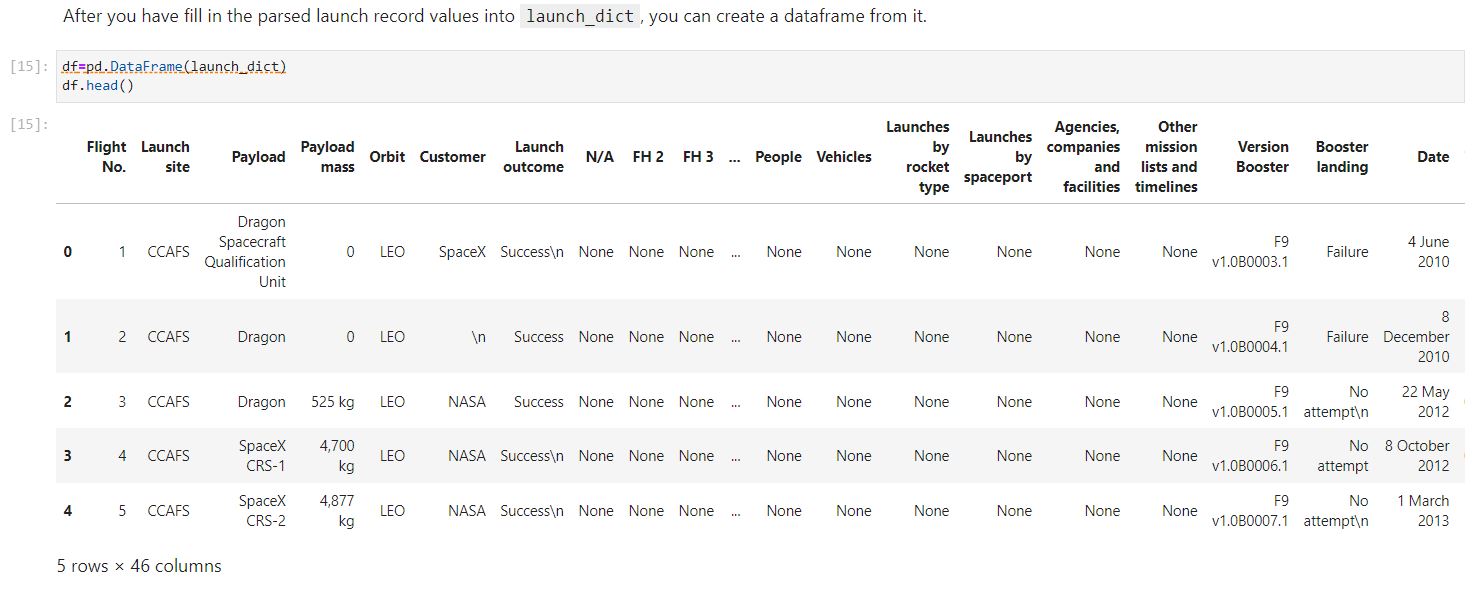 After you have fill in the parsed launch record values into launch_dict, you can create a dataframe from it.
[15]: df=pd.DataFrame(launch_dict)
df.head()
[15]:
Flight No. Launch site Payload Payload mass Orbit Customer Launch outcome N/A FH 2 FH 3 ... People Vehicles Launches by rocket type Launches by spaceport Agencies, companies and facilities Other mission lists and timelines Version Booster Booster landing Date
0 1 CCAFS Dragon Spacecraft Qualification Unit 0 LEO SpaceX Success\n None None None ... None None None None None None F9 v1.0B0003.1 Failure 4 June 2010
1 2 CCAFS Dragon 0 LEO \n Success None None None ... None None None None None None F9 v1.0B0004.1 Failure 8 December 2010
2 3 CCAFS Dragon 525 kg LEO NASA Success None None None ... None None None None None None F9 v1.0B0005.1 No attempt\n 22 May 2012
3 4 CCAFS SpaceX CRS-1 4,700 kg LEO NASA Success\n None None None ... None None None None None None F9 v1.0B0006.1 No attempt 8 October 2012
4 5 CCAFS SpaceX CRS-2 4,877 kg LEO NASA Success\n None None None ... None None None None None None F9 v1.0B0007.1 No attempt\n 1 March 2013
5 rows × 46 columns